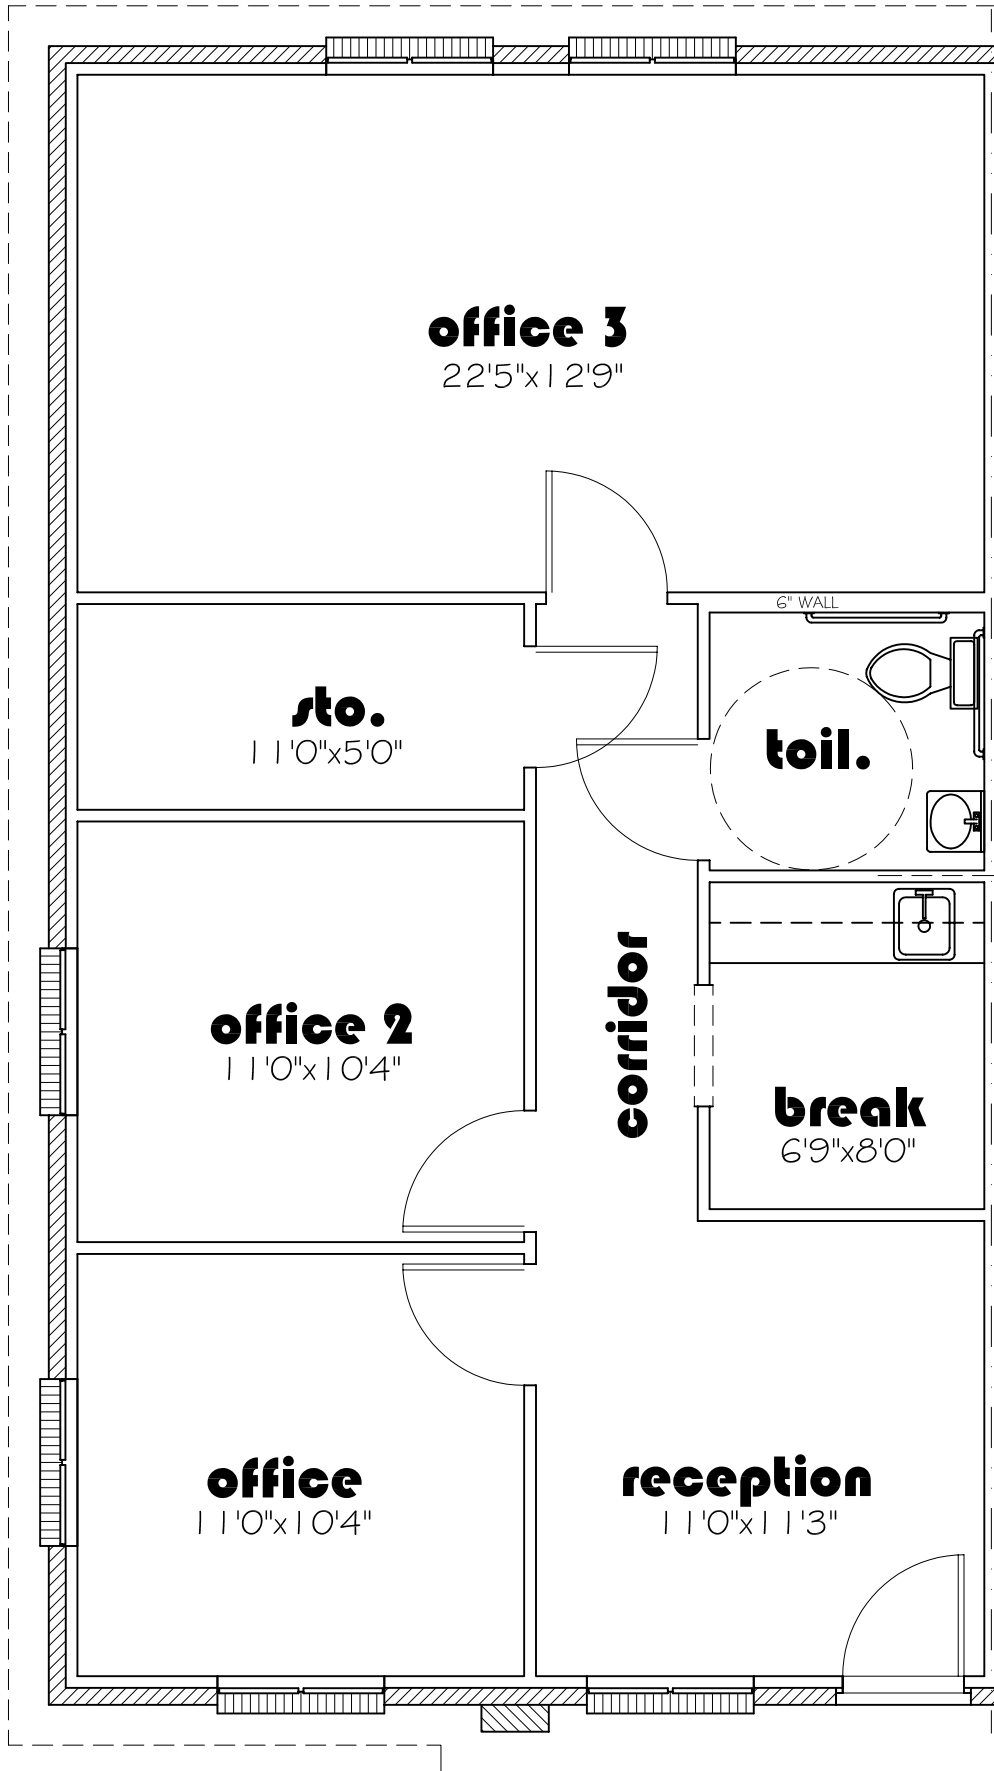 office 3
22'5"x12'9"
6" WALL
sto.
11'0"x5'0"
toil.
corridor
office 2
11'0"x10'4"
break
6'9"x8'0"
office
11'0"x10'4"
reception
11'0"x11'3"